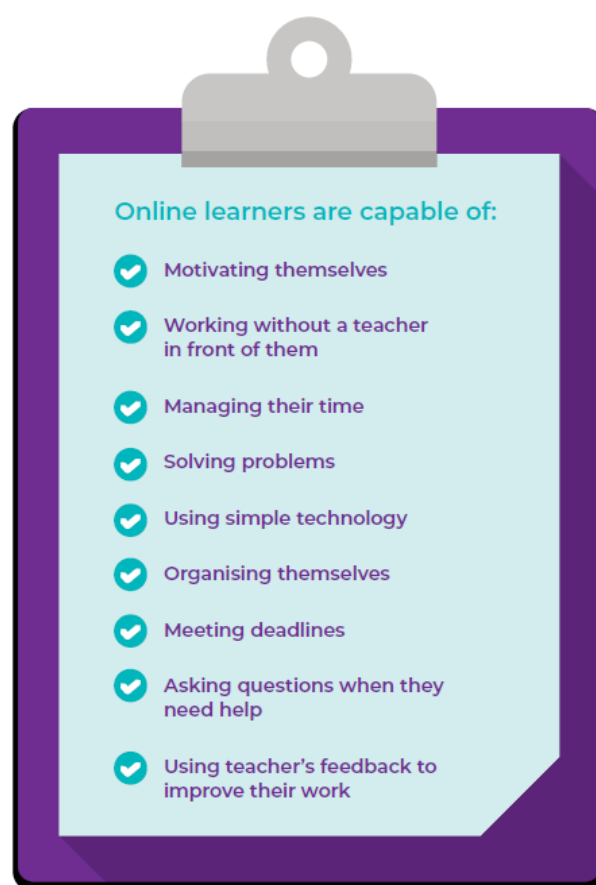 Online learners are capable of:
Motivating themselves
Working without a teacher
in front of them
Managing their time
Solving problems
Using simple technology
Organising themselves
Meeting deadlines
Asking questions when they
need help
Using teacher’s feedback to
improve their work